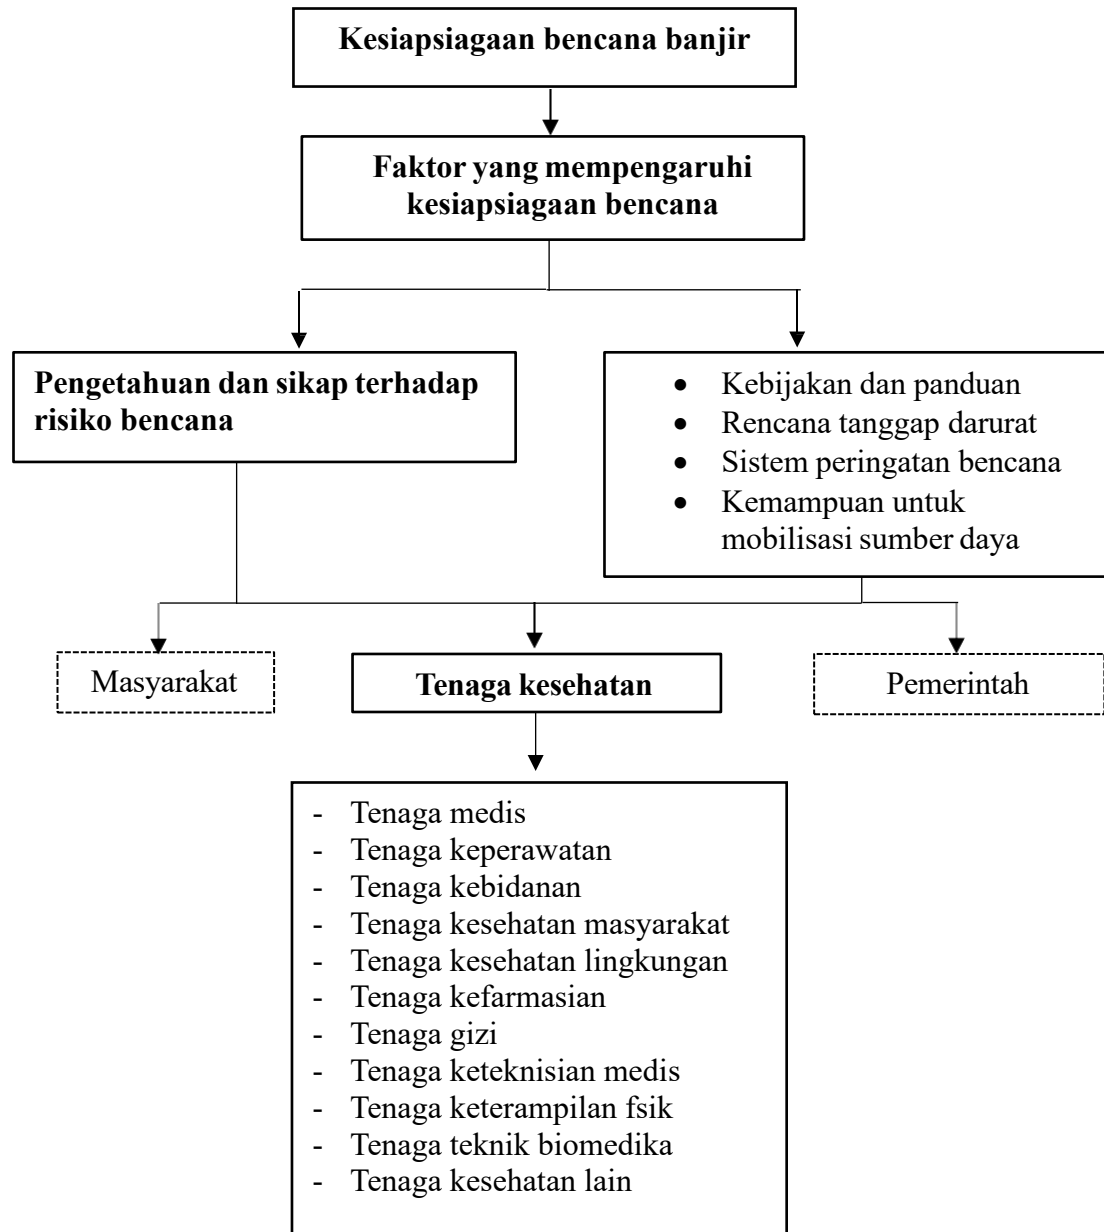 Kesiapsiagaan bencana banjir
Faktor yang mempengaruhi
kesiapsiagaan bencana
Pengetahuan dan sikap terhadap
risiko bencana
• Kebijakan dan panduan
• Rencana tanggap darurat
• Sistem peringatan bencana
• Kemampuan untuk
mobilisasi sumber daya
Masyarakat
Tenaga kesehatan
Pemerintah
- Tenaga medis
- Tenaga keperawatan
- Tenaga kebidanan
- Tenaga kesehatan masyarakat
- Tenaga kesehatan lingkungan
- Tenaga kefarmasian
- Tenaga gizi
- Tenaga keteknisian medis
- Tenaga keterampilan fsik
- Tenaga teknik biomedika
- Tenaga kesehatan lain